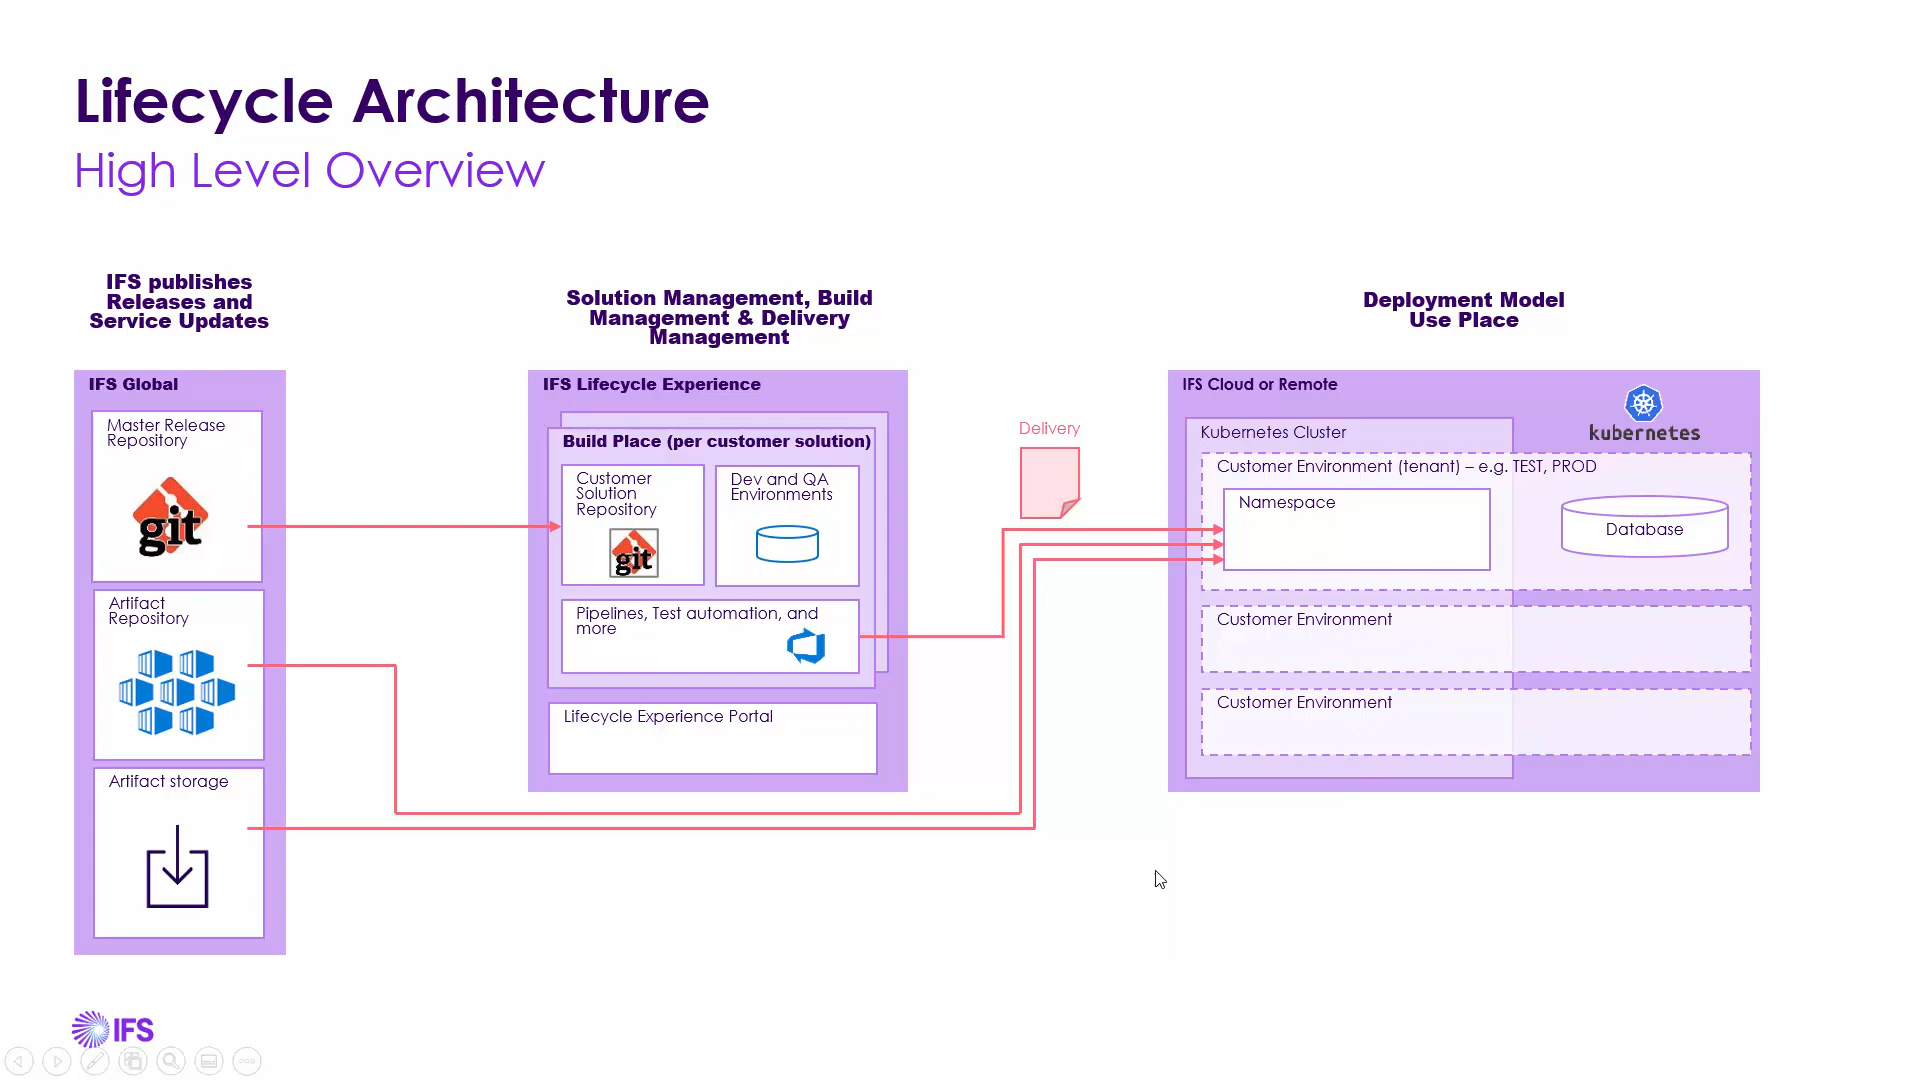 Lifecycle Architecture
High Level Overview
IFS publishes
Releases and
Service Updates
IFS Global
Master Release
Repository
git
Artifact
Repository
Artifact storage
Solution Management, Build
Management & Delivery
Management
IFS Lifecycle Experience
Build Place (per customer solution)
Customer
Solution
Repository
git
Dev and QA
Environments
Pipelines, Test automation, and
more
Lifecycle Experience Portal
Delivery
Deployment Model
Use Place
IFS Cloud or Remote
kubernetes
Kubernetes Cluster
Customer Environment (tenant) – e.g. TEST, PROD
Namespace
Database
Customer Environment
Customer Environment
IFS